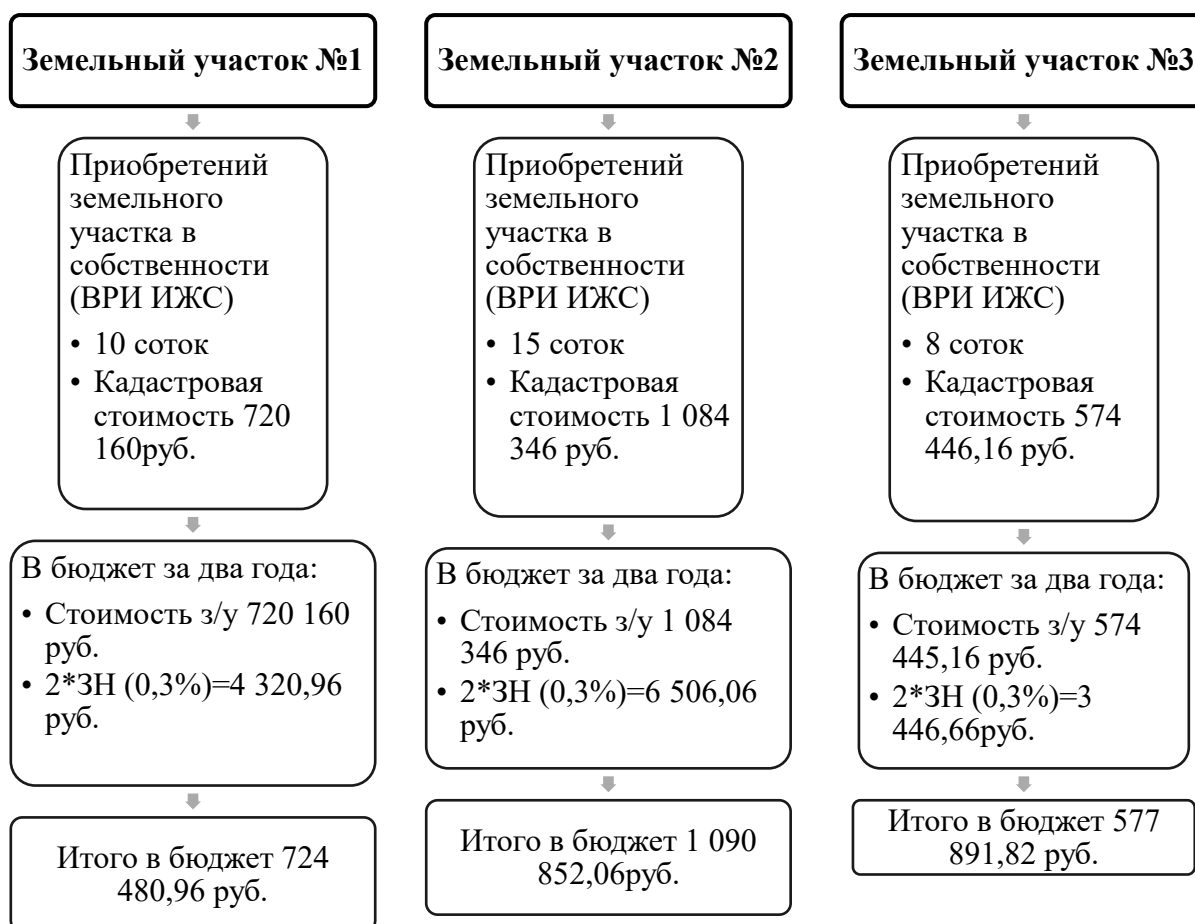 Земельный участок №1
Приобретений
земельного
участка в
собственности
(ВРИ ИЖС)
• 10 соток
• Кадастровая
стоимость 720
160руб.
В бюджет за два года:
• Стоимость з/у 720 160
руб.
• 2*ЗН (0,3%)=4 320,96
руб.
Итого в бюджет 724
480,96 руб.
Земельный участок №2
Приобретений
земельного
участка в
собственности
(ВРИ ИЖС)
• 15 соток
• Кадастровая
стоимость 1 084
346 руб.
В бюджет за два года:
• Стоимость з/у 1 084
346 руб.
• 2*ЗН (0,3%)=6 506,06
руб.
Итого в бюджет 1 090
852,06руб.
Земельный участок №3
Приобретений
земельного
участка в
собственности
(ВРИ ИЖС)
• 8 соток
• Кадастровая
стоимость 574
446,16 руб.
В бюджет за два года:
• Стоимость з/у 574
445,16 руб.
• 2*ЗН (0,3%)=3
446,66руб.
Итого в бюджет 577
891,82 руб.